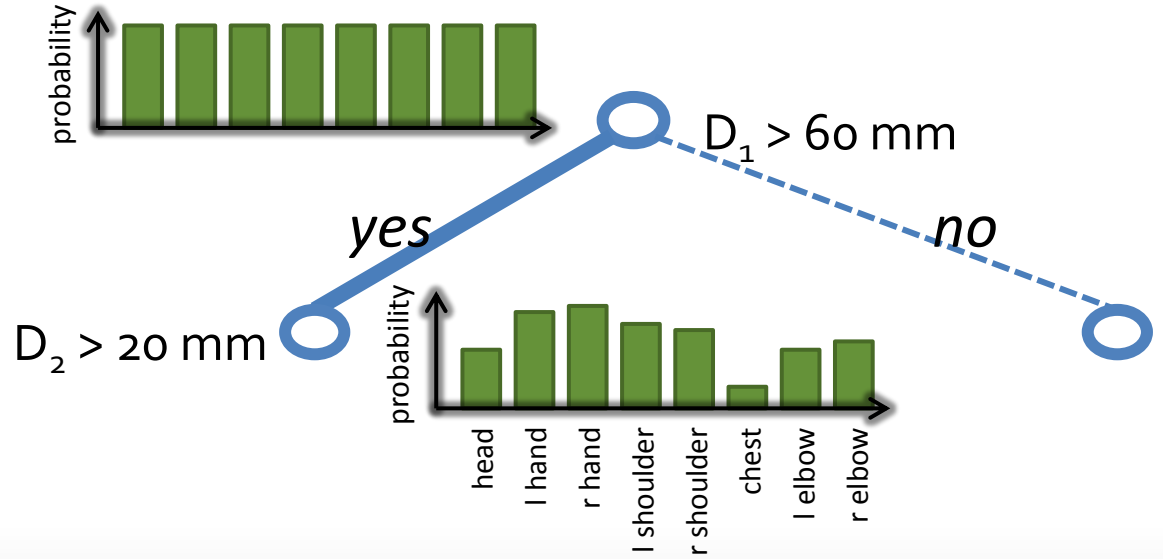 probability
D₁ > 60 mm
yes
no
D₂ > 20 mm
probability
head
l hand
r hand
l shoulder
r shoulder
chest
l elbow
r elbow